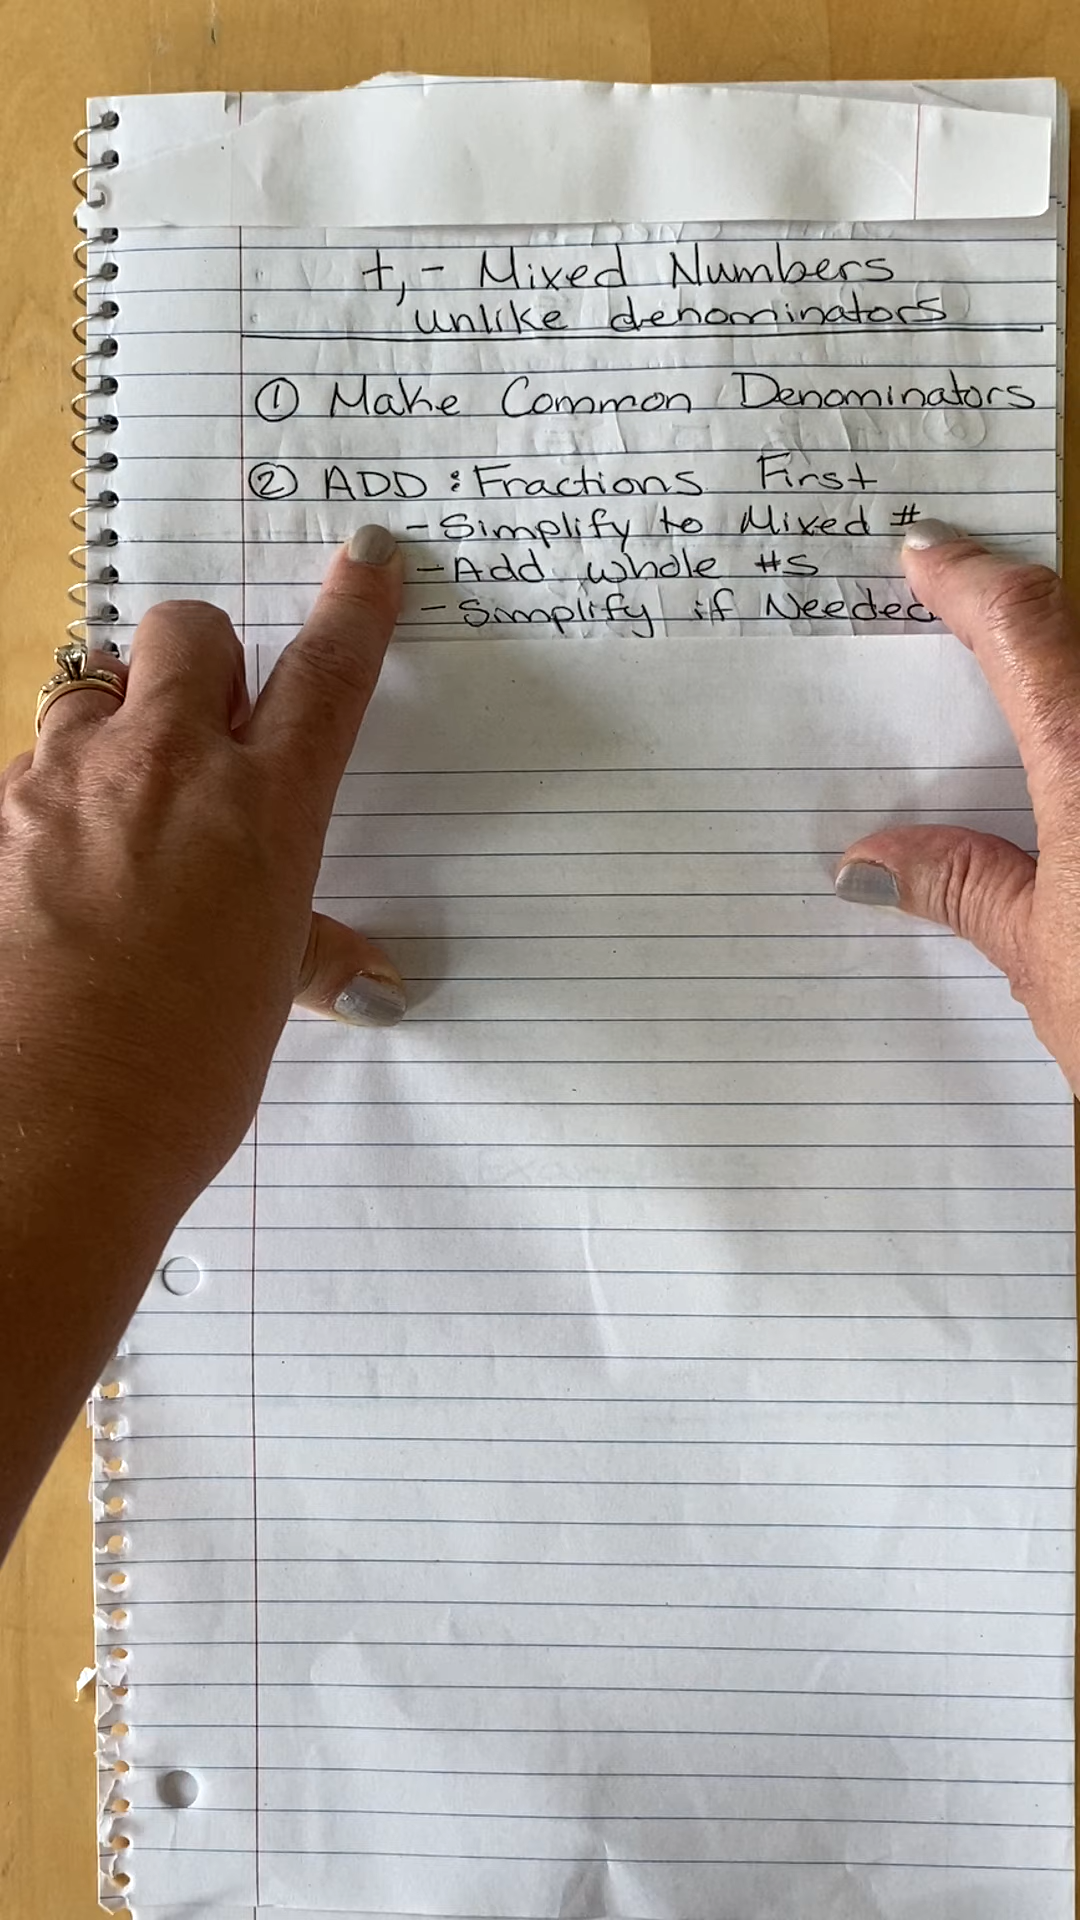 +, - Mixed Numbers
unlike denominators
① Make Common Denominators
② ADD : Fractions First
- Simplify to Mixed #
- Add whole #s
- Simplify if Needed